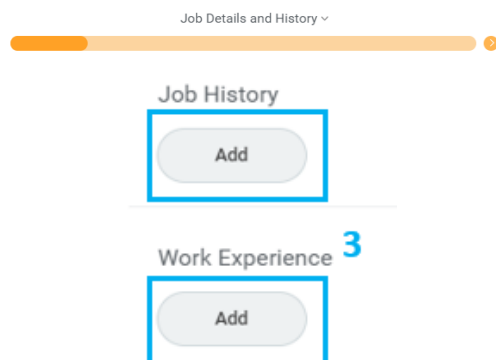 Job Details and History
Job History
Add
Work Experience 3
Add